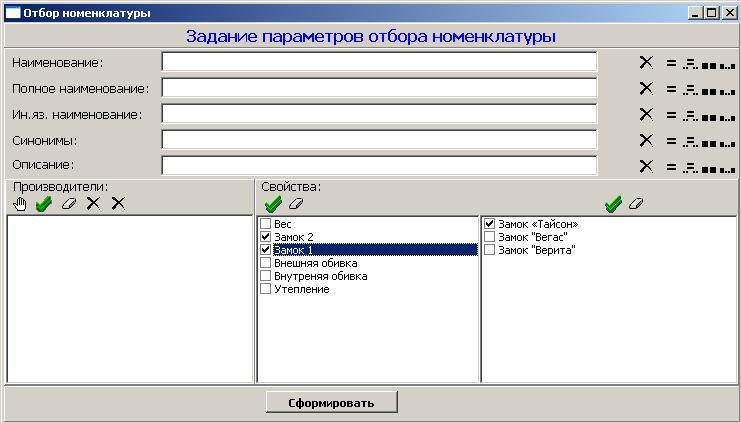 Отбор номенклатуры
Задание параметров отбора номенклатуры
Наименование:
Полное наименование:
Ин.яз. наименование:
Синонимы:
Описание:
Производители:
Свойства:
Вес
Замок 2
Замок 1
Внешняя обивка
Внутреняя обивка
Утепление
Замок «Тайсон»
Замок "Вегас"
Замок "Верита"
Сформировать